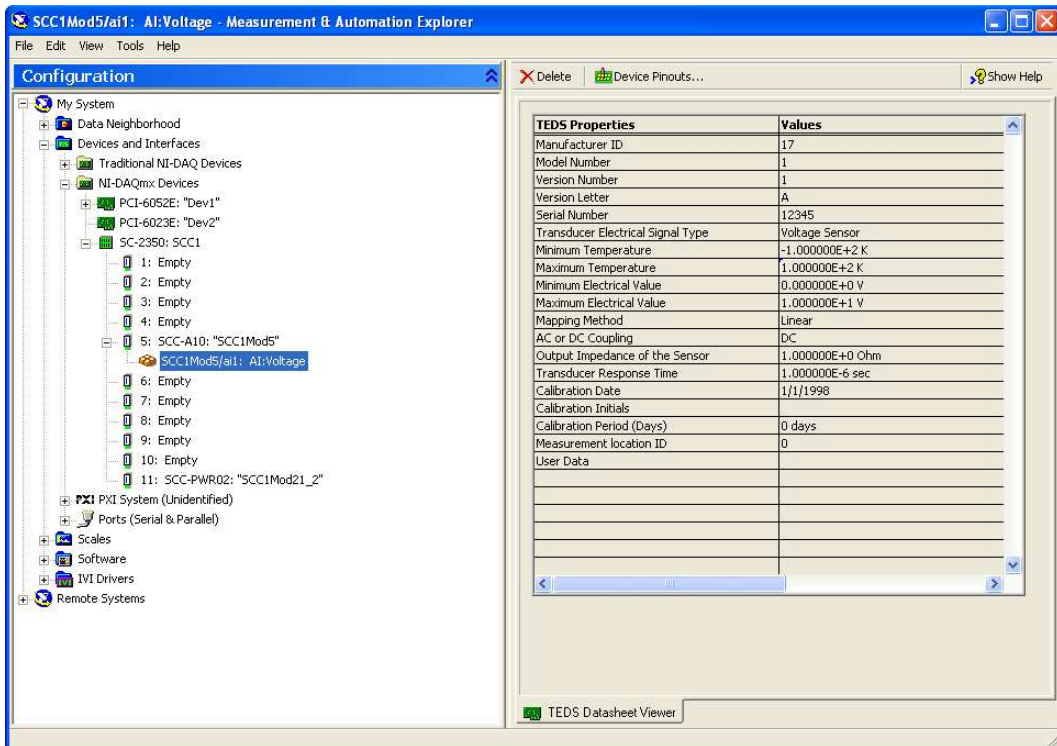 SCC1Mod5/ai1: AI:Voltage - Measurement & Automation Explorer
File Edit View Tools Help
Configuration
My System
Data Neighborhood
Devices and Interfaces
Traditional NI-DAQ Devices
NI-DAQmx Devices
PCI-6052E: "Dev1"
PCI-6023E: "Dev2"
SC-2350: SCC1
1: Empty
2: Empty
3: Empty
4: Empty
5: SCC-A10: "SCC1Mod5"
SCC1Mod5/ai1: AI:Voltage
6: Empty
7: Empty
8: Empty
9: Empty
10: Empty
11: SCC-PWR02: "SCC1Mod21_2"
PXI PXI System (Unidentified)
Ports (Serial & Parallel)
Scales
Software
IVI Drivers
Remote Systems
Delete Device Pinouts... Show Help
TEDS Properties Values
Manufacturer ID 17
Model Number 1
Version Number 1
Version Letter A
Serial Number 12345
Transducer Electrical Signal Type Voltage Sensor
Minimum Temperature -1.000000E+2 K
Maximum Temperature 1.000000E+2 K
Minimum Electrical Value 0.000000E+0 V
Maximum Electrical Value 1.000000E+1 V
Mapping Method Linear
AC or DC Coupling DC
Output Impedance of the Sensor 1.000000E+0 Ohm
Transducer Response Time 1.000000E-6 sec
Calibration Date 1/1/1998
Calibration Initials
Calibration Period (Days) 0 days
Measurement location ID 0
User Data
TEDS Datasheet Viewer